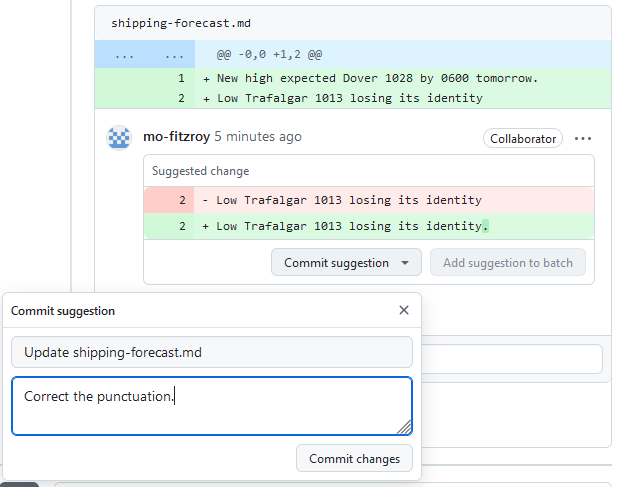 shipping-forecast.md
... ... @@ -0,0 +1,2 @@
1 + New high expected Dover 1028 by 0600 tomorrow.
2 + Low Trafalgar 1013 losing its identity
mo-fitzroy 5 minutes ago Collaborator ...
Suggested change
2 - Low Trafalgar 1013 losing its identity
2 + Low Trafalgar 1013 losing its identity.
Commit suggestion Add suggestion to batch
Commit suggestion
Update shipping-forecast.md
Correct the punctuation.
Commit changes